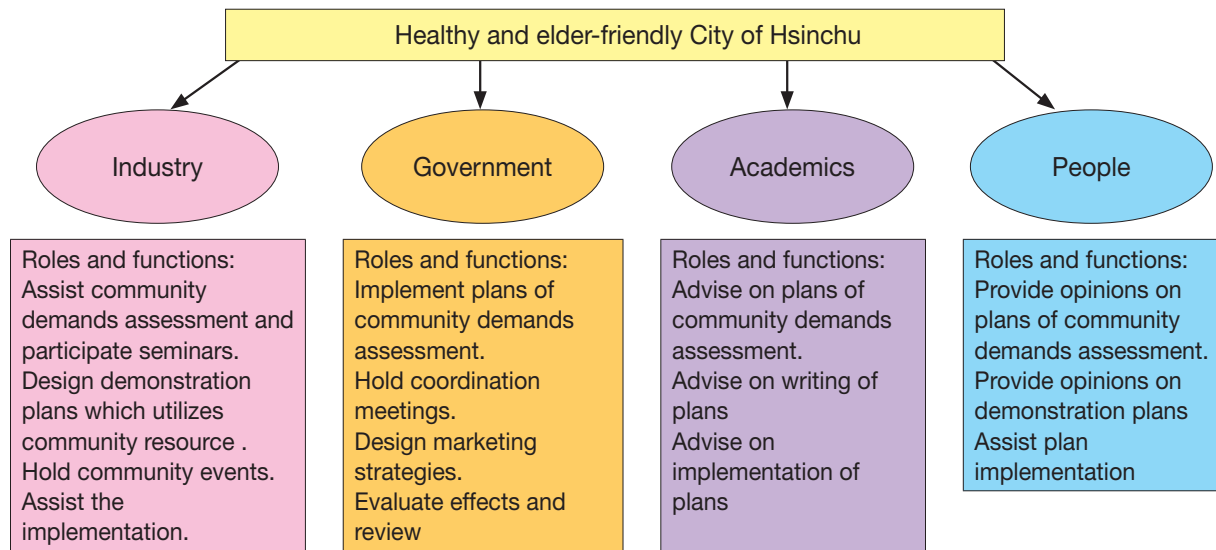 Healthy and elder-friendly City of Hsinchu
Industry
Government
Academics
People
Roles and functions:
Assist community
demands assessment and
participate seminars.
Design demonstration
plans which utilizes
community resource .
Hold community events.
Assist the
implementation.
Roles and functions:
Implement plans of
community demands
assessment.
Hold coordination
meetings.
Design marketing
strategies.
Evaluate effects and
review
Roles and functions:
Advise on plans of
community demands
assessment.
Advise on writing of
plans
Advise on
implementation of
plans
Roles and functions:
Provide opinions on
plans of community
demands assessment.
Provide opinions on
demonstration plans
Assist plan
implementation